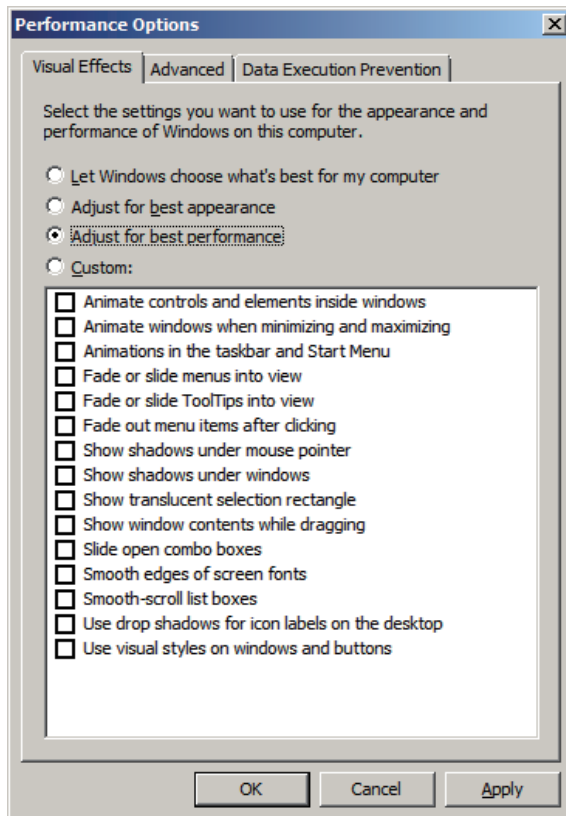 Performance Options
Visual Effects
Advanced
Data Execution Prevention
Select the settings you want to use for the appearance and
performance of Windows on this computer.
Let Windows choose what's best for my computer
Adjust for best appearance
Adjust for best performance
Custom:
Animate controls and elements inside windows
Animate windows when minimizing and maximizing
Animations in the taskbar and Start Menu
Fade or slide menus into view
Fade or slide ToolTips into view
Fade out menu items after clicking
Show shadows under mouse pointer
Show shadows under windows
Show translucent selection rectangle
Show window contents while dragging
Slide open combo boxes
Smooth edges of screen fonts
Smooth-scroll list boxes
Use drop shadows for icon labels on the desktop
Use visual styles on windows and buttons
OK
Cancel
Apply